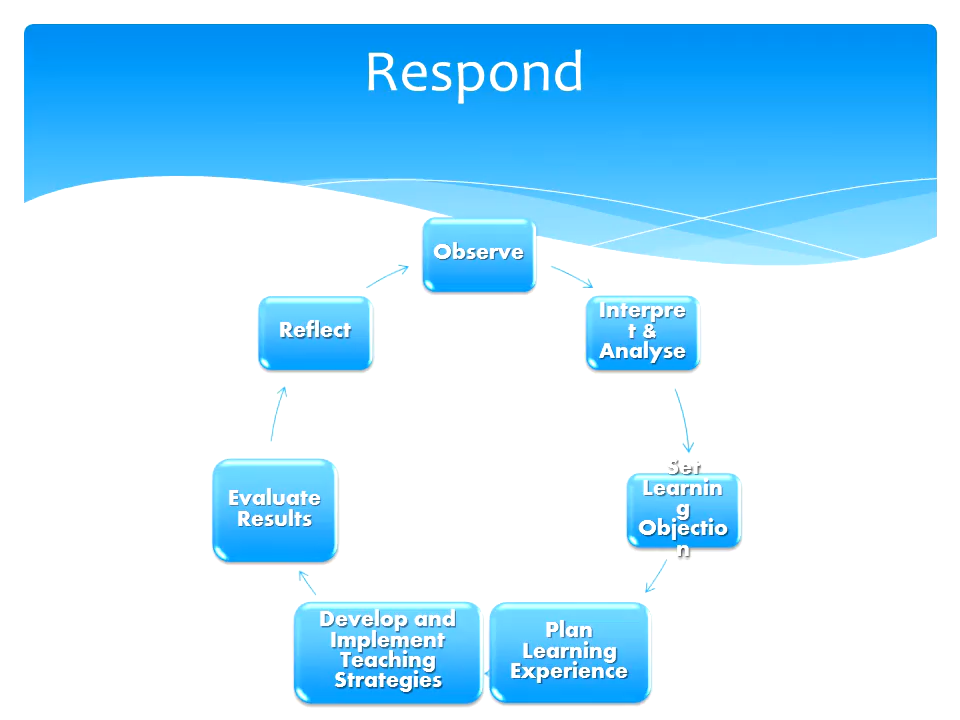 Respond
Observe
Interpre
t &
Analyse
Set
Learnin
g
Objectio
n
Plan
Learning
Experience
Develop and
Implement
Teaching
Strategies
Evaluate
Results
Reflect